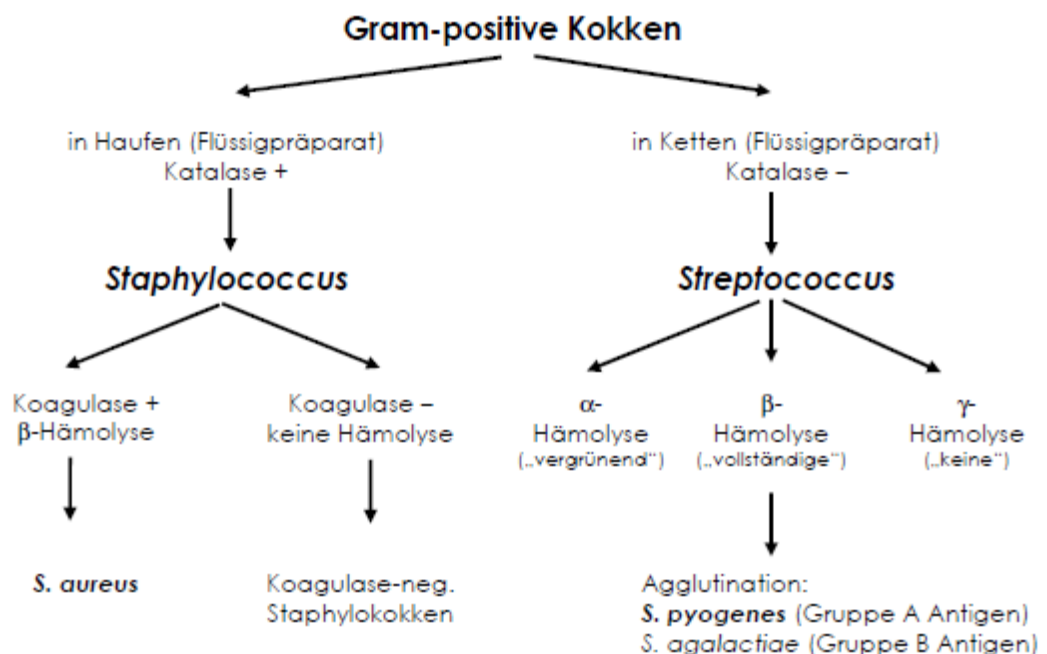 Gram-positive Kokken
in Haufen (Flüssigpräparat)
Katalase +
in Ketten (Flüssigpräparat)
Katalase –
Staphylococcus
Streptococcus
Koagulase +
β-Hämolyse
Koagulase –
keine Hämolyse
α-
Hämolyse
(„vergrünend“)
β-
Hämolyse
(„vollständige“)
γ-
Hämolyse
(„keine“)
S. aureus
Koagulase-neg.
Staphylokokken
Agglutination:
S. pyogenes (Gruppe A Antigen)
S. agalactiae (Gruppe B Antigen)